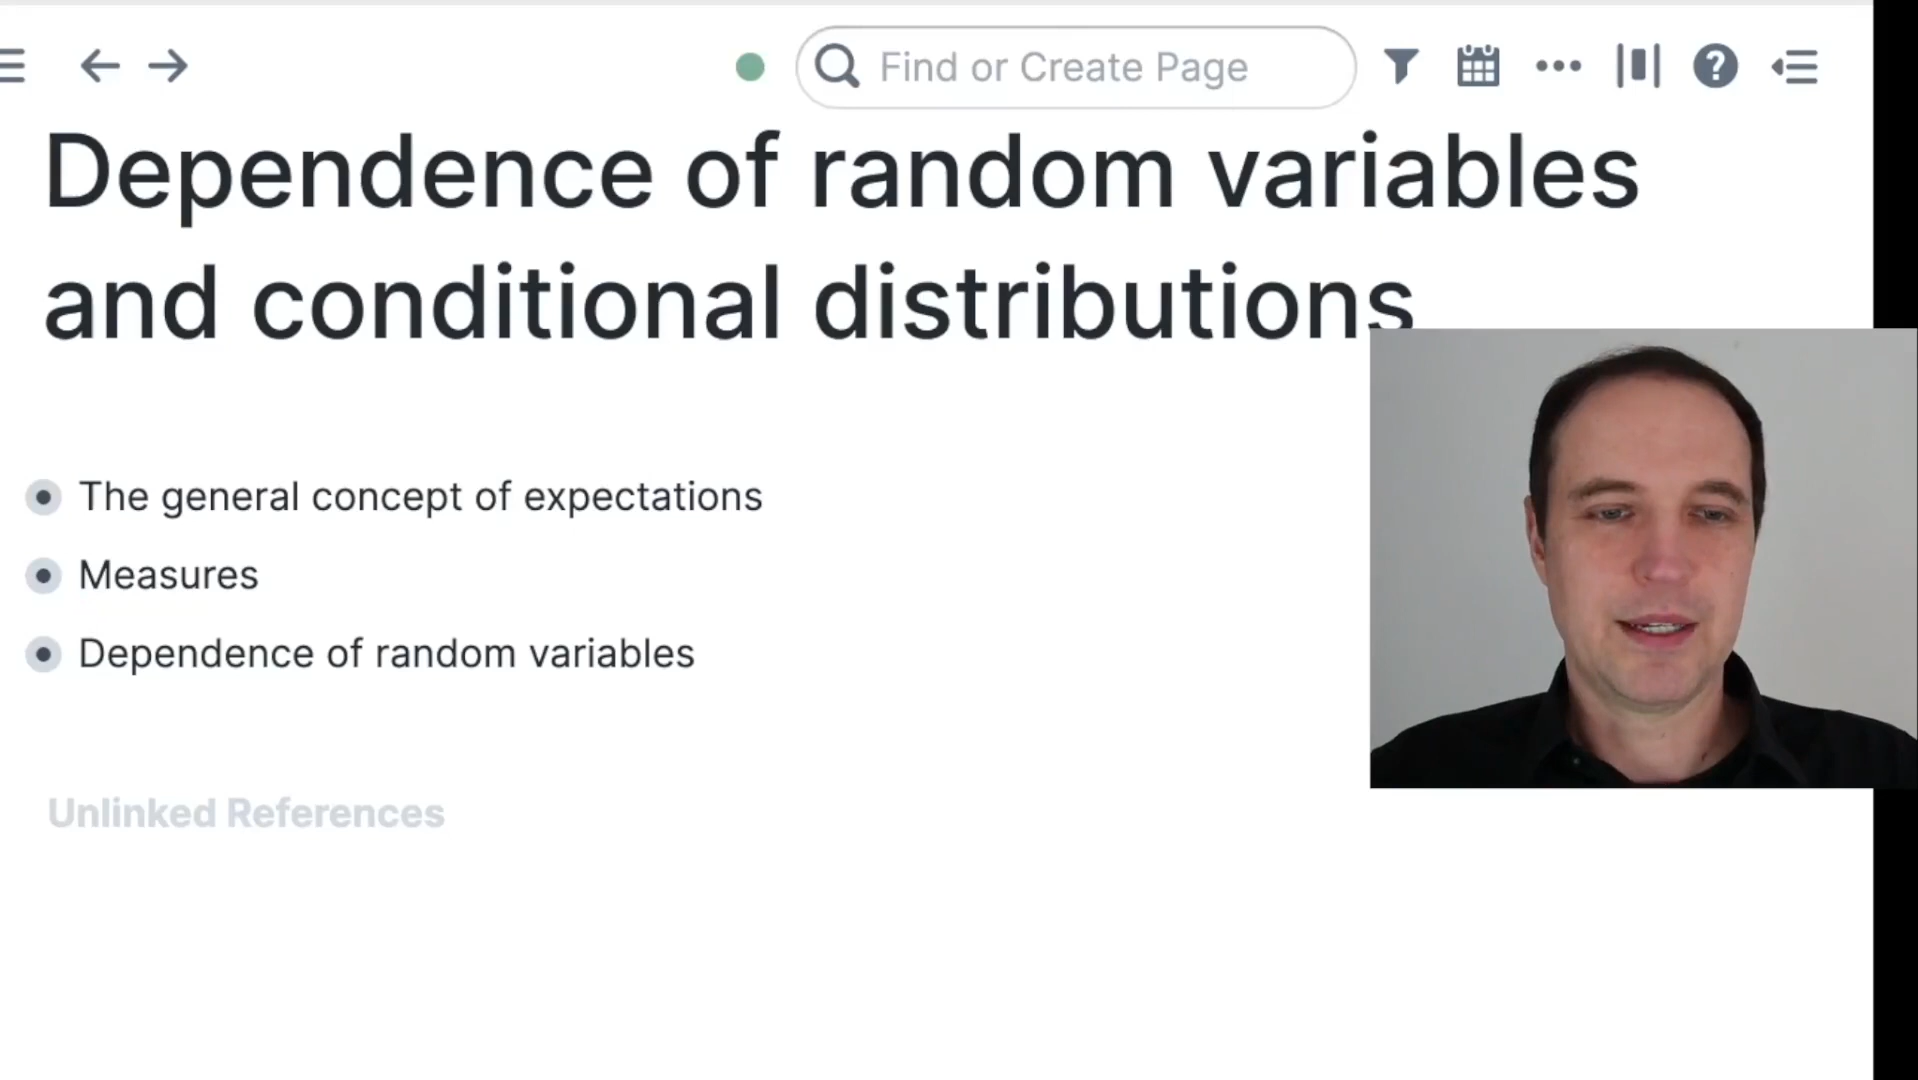 Find or Create Page
Dependence of random variables
and conditional distributions
The general concept of expectations
Measures
Dependence of random variables
Unlinked References